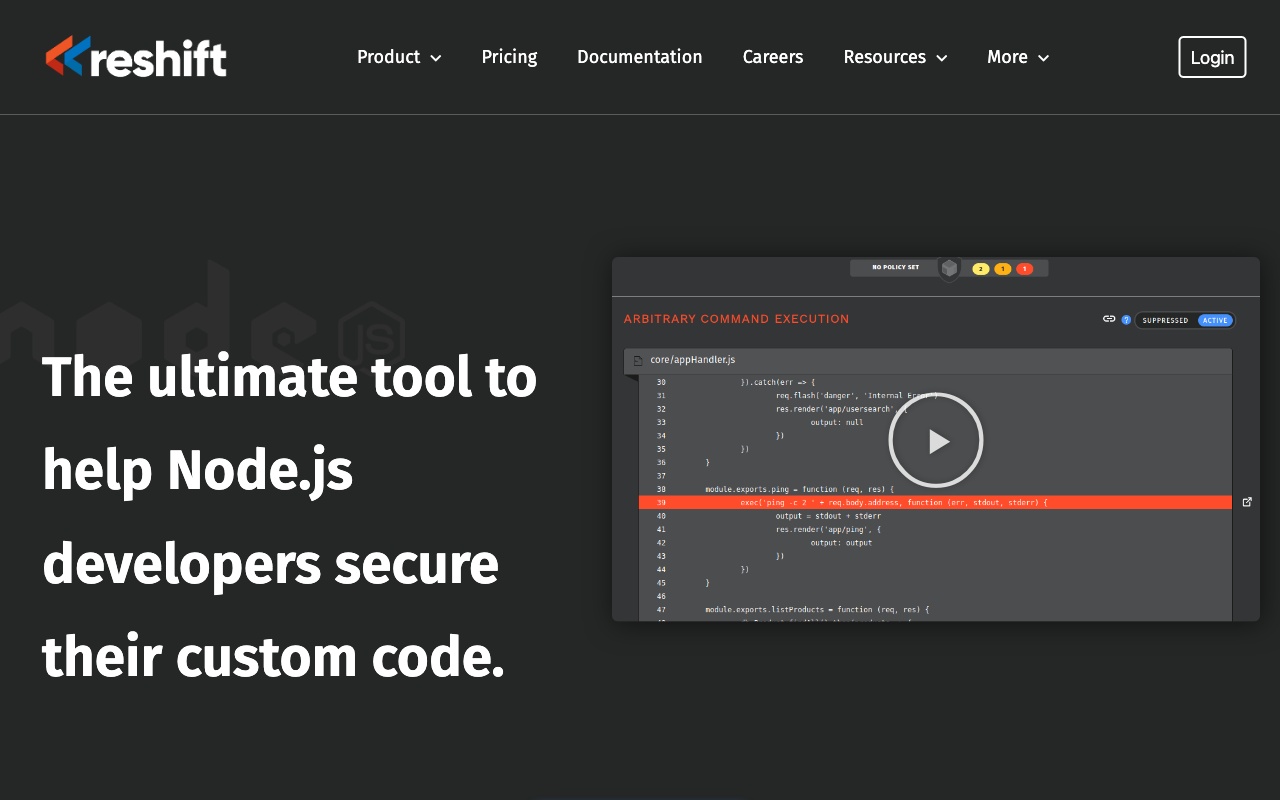 reshift
Product
Pricing
Documentation
Careers
Resources
More
Login
node
JS
The ultimate tool to
help Node.js
developers secure
their custom code.
NO POLICY SET
2
1
1
ARBITRARY COMMAND EXECUTION
?
SUPPRESSED
ACTIVE
core/appHandler.js
30 }).catch(err => {
31 req.flash('danger', 'Internal Error')
32 res.render('app/usersearch', {
33 output: null
34 })
35 })
36 }
37
38 module.exports.ping = function (req, res) {
39 exec('ping -c 2 ' + req.body.address, function (err, stdout, stderr) {
40 output = stdout + stderr
41 res.render('app/ping', {
42 output: output
43 })
44 })
45 }
46
47 module.exports.listProducts = function (req, res) {